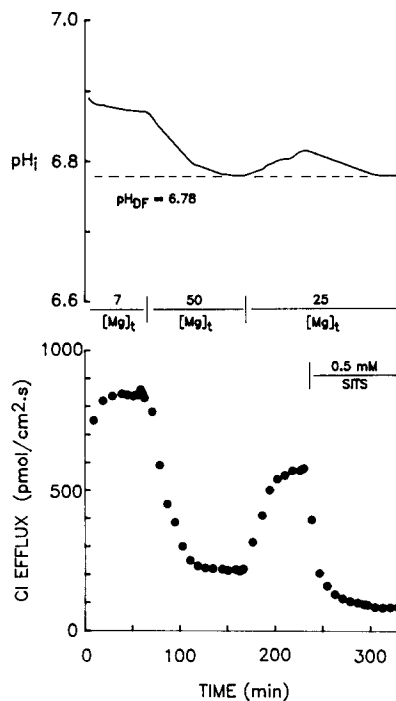 7.0
pHi
6.8
pHDF = 6.78
6.6
7 50 25
[Mg]t [Mg]t [Mg]t
1000
0.5 mM
SITS
CI EFFLUX (pmol/cm2.s)
500
0
0 100 200 300
TIME (min)